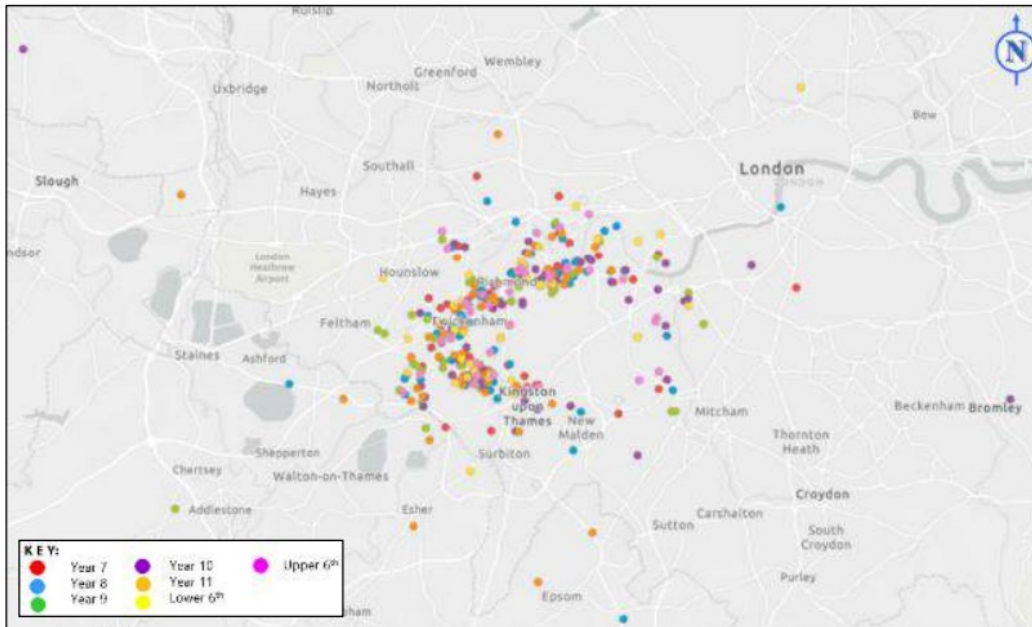 Ruislip
Wembley
Greenford
Northolt
Uxbridge
Bow
Southall
London
LONDON
Slough
Hayes
ndsor
London
Heathrow
Airport
Hounslow
Richmond
Feltham
Twickenham
Staines
Ashford
Kingston
upon
Thames
New
Malden
Mitcham
Beckenham
Bromley
Thornton
Heath
Shepperton
Surbiton
Walton-on-Thames
Chertsey
Croydon
Addlestone
Esher
Carshalton
Sutton
South
Croydon
Purley
Epsom
N
KEY:
Year 7
Year 10
Upper 6th
Year 8
Year 11
Year 9
Lower 6th